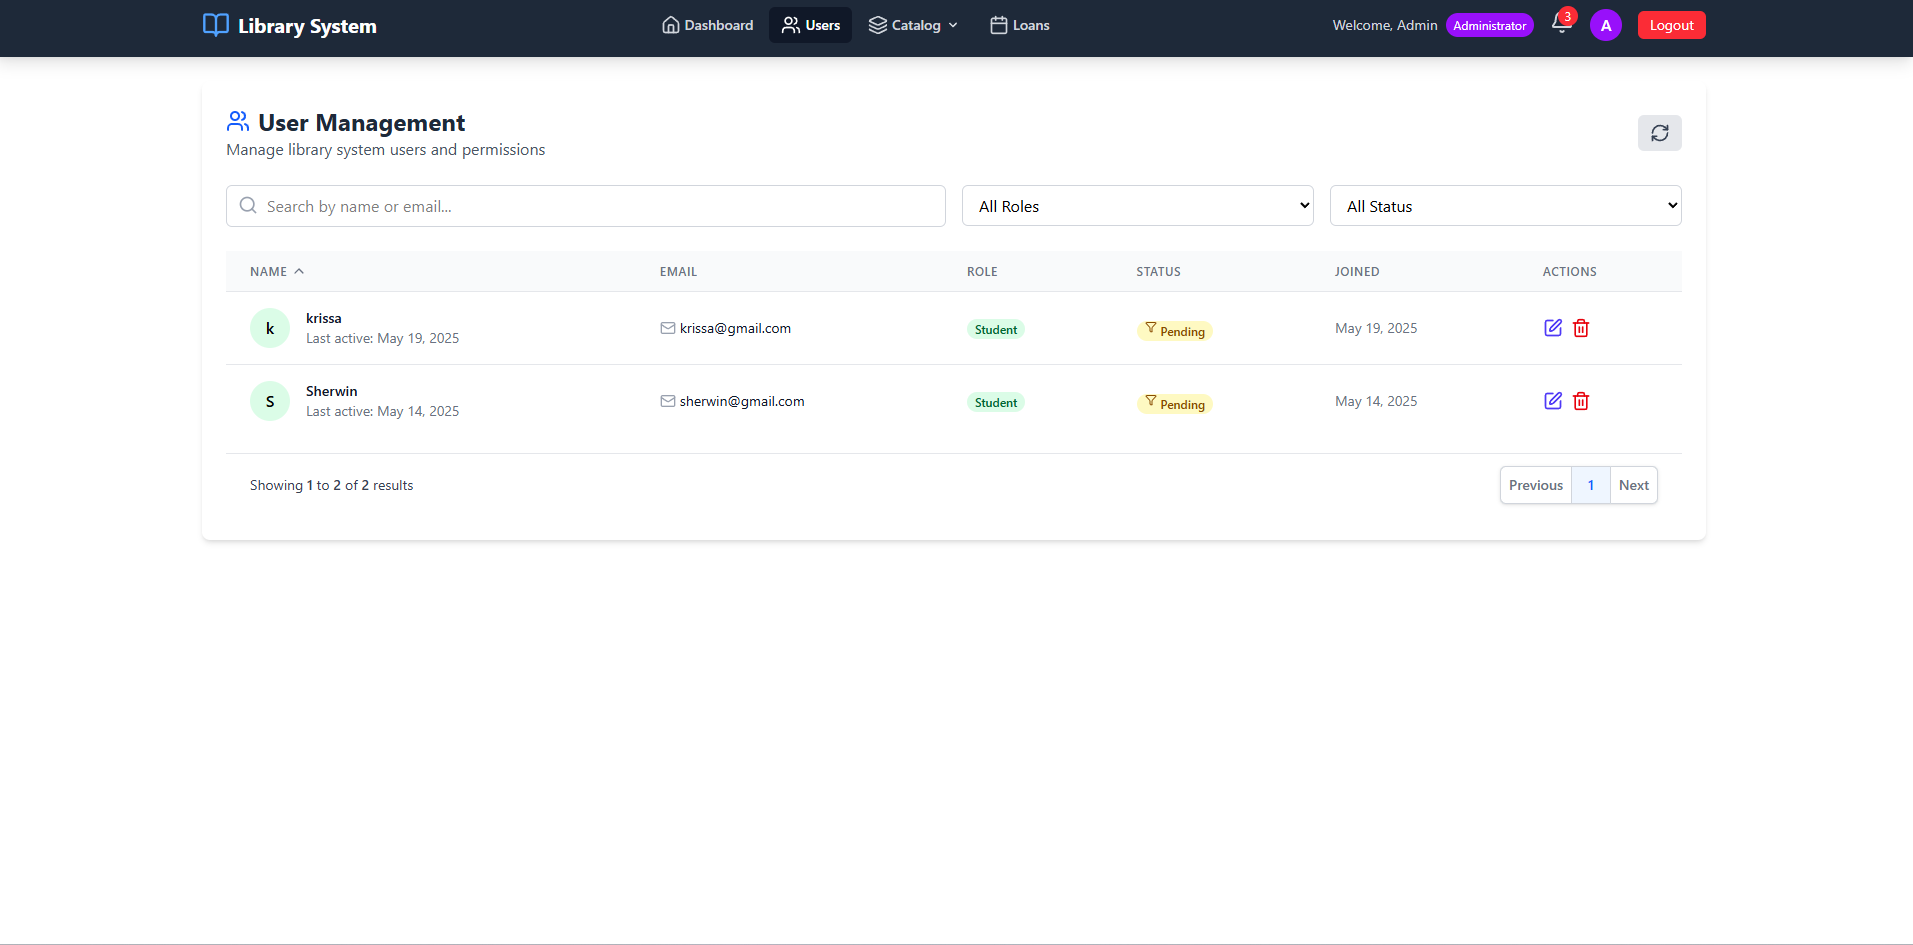 Library System
Dashboard
Users
Catalog
Loans
Welcome, Admin
Administrator
3
A
Logout
User Management
Manage library system users and permissions
Search by name or email...
All Roles
All Status
NAME EMAIL ROLE STATUS JOINED ACTIONS
k
krissa
Last active: May 19, 2025
krissa@gmail.com
Student
Pending
May 19, 2025
S
Sherwin
Last active: May 14, 2025
sherwin@gmail.com
Student
Pending
May 14, 2025
Showing 1 to 2 of 2 results
Previous 1 Next